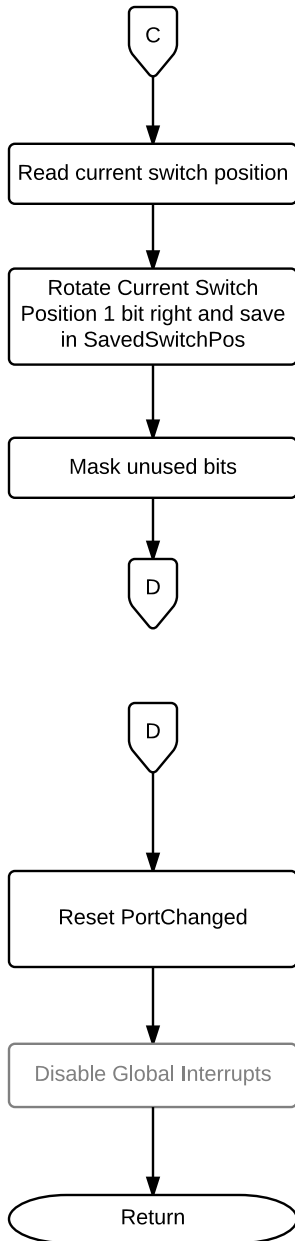 C
Read current switch position
Rotate Current Switch
Position 1 bit right and save
in SavedSwitchPos
Mask unused bits
D
D
Reset PortChanged
Disable Global Interrupts
Return